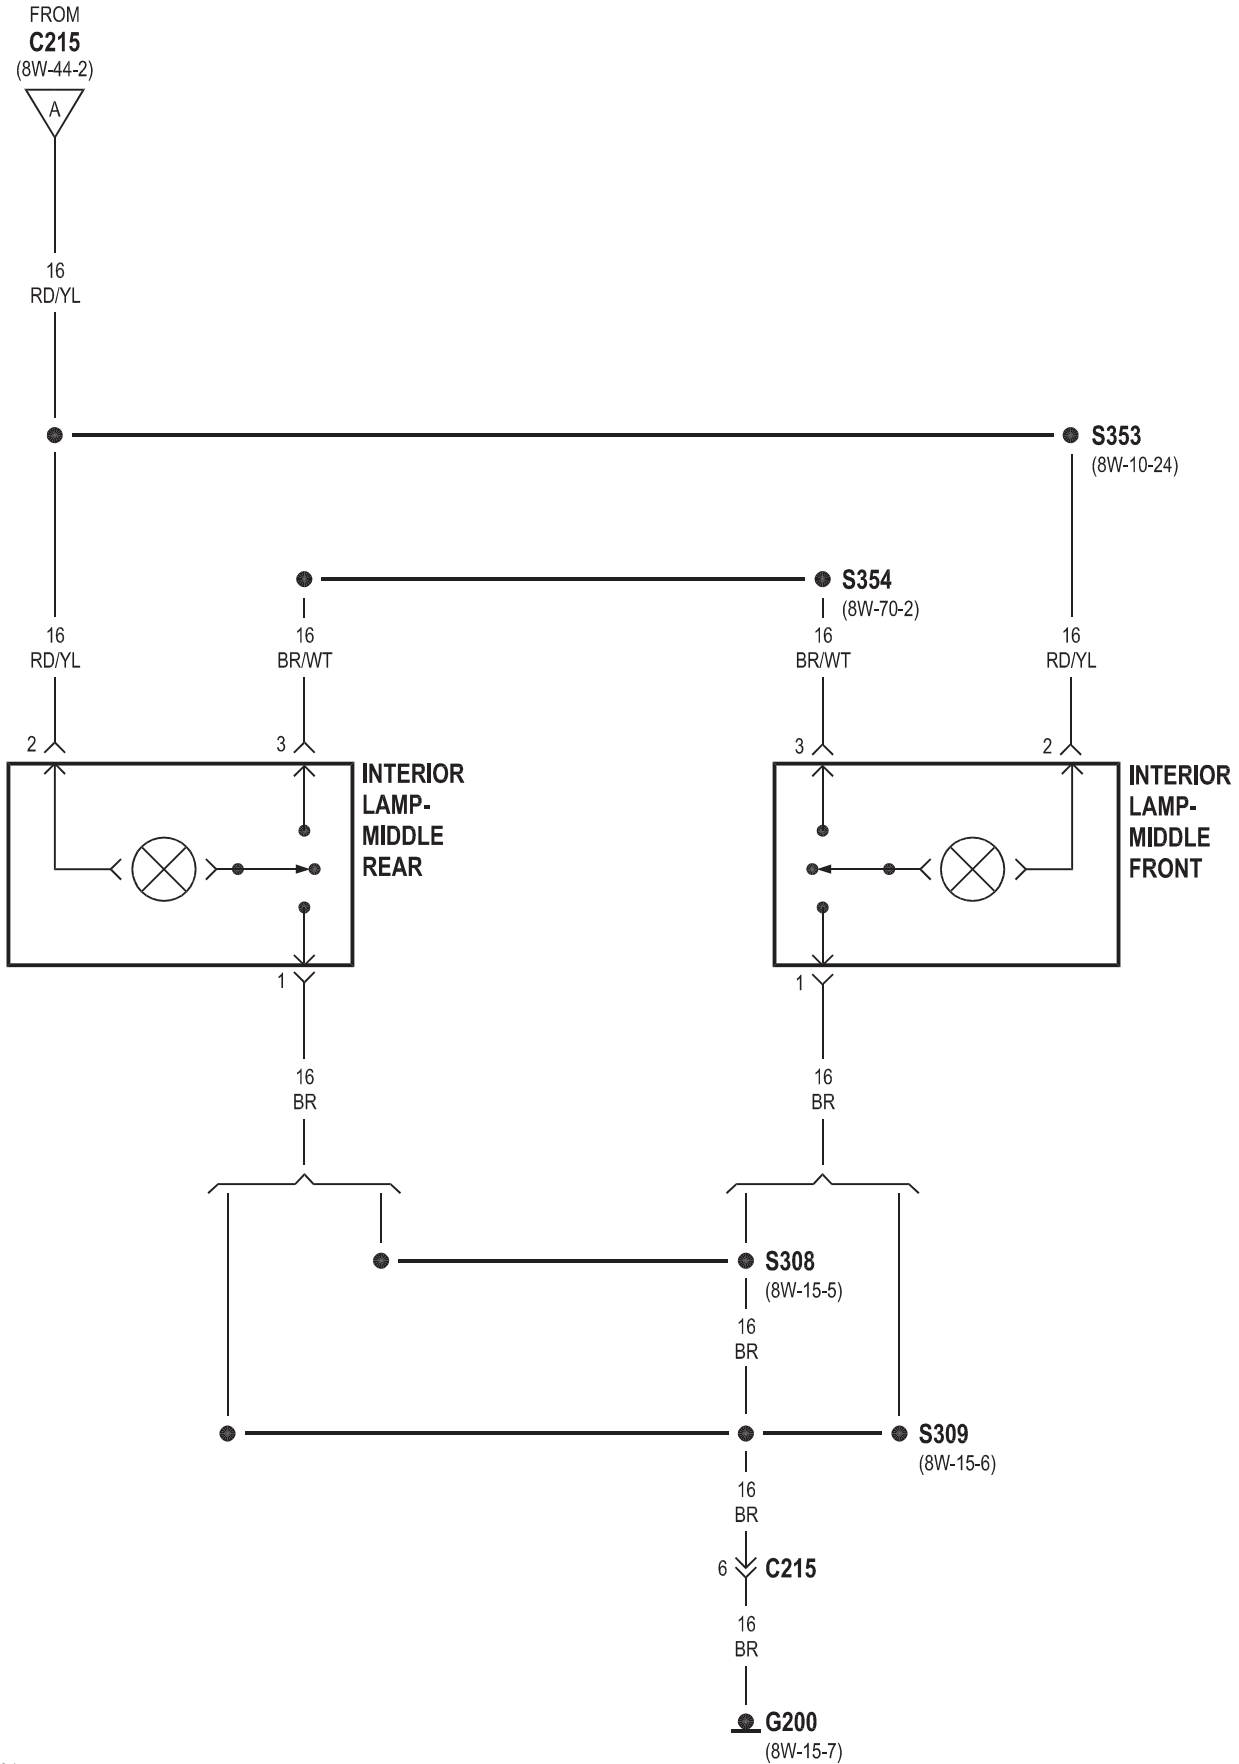 FROM
C215
(8W-44-2)
A
16
RD/YL
S353
(8W-10-24)
S354
(8W-70-2)
16
RD/YL
16
BR/WT
16
BR/WT
16
RD/YL
2
3
3
2
INTERIOR
LAMP-
MIDDLE
REAR
INTERIOR
LAMP-
MIDDLE
FRONT
1
1
16
BR
16
BR
S308
(8W-15-5)
16
BR
S309
(8W-15-6)
16
BR
6
C215
16
BR
G200
(8W-15-7)